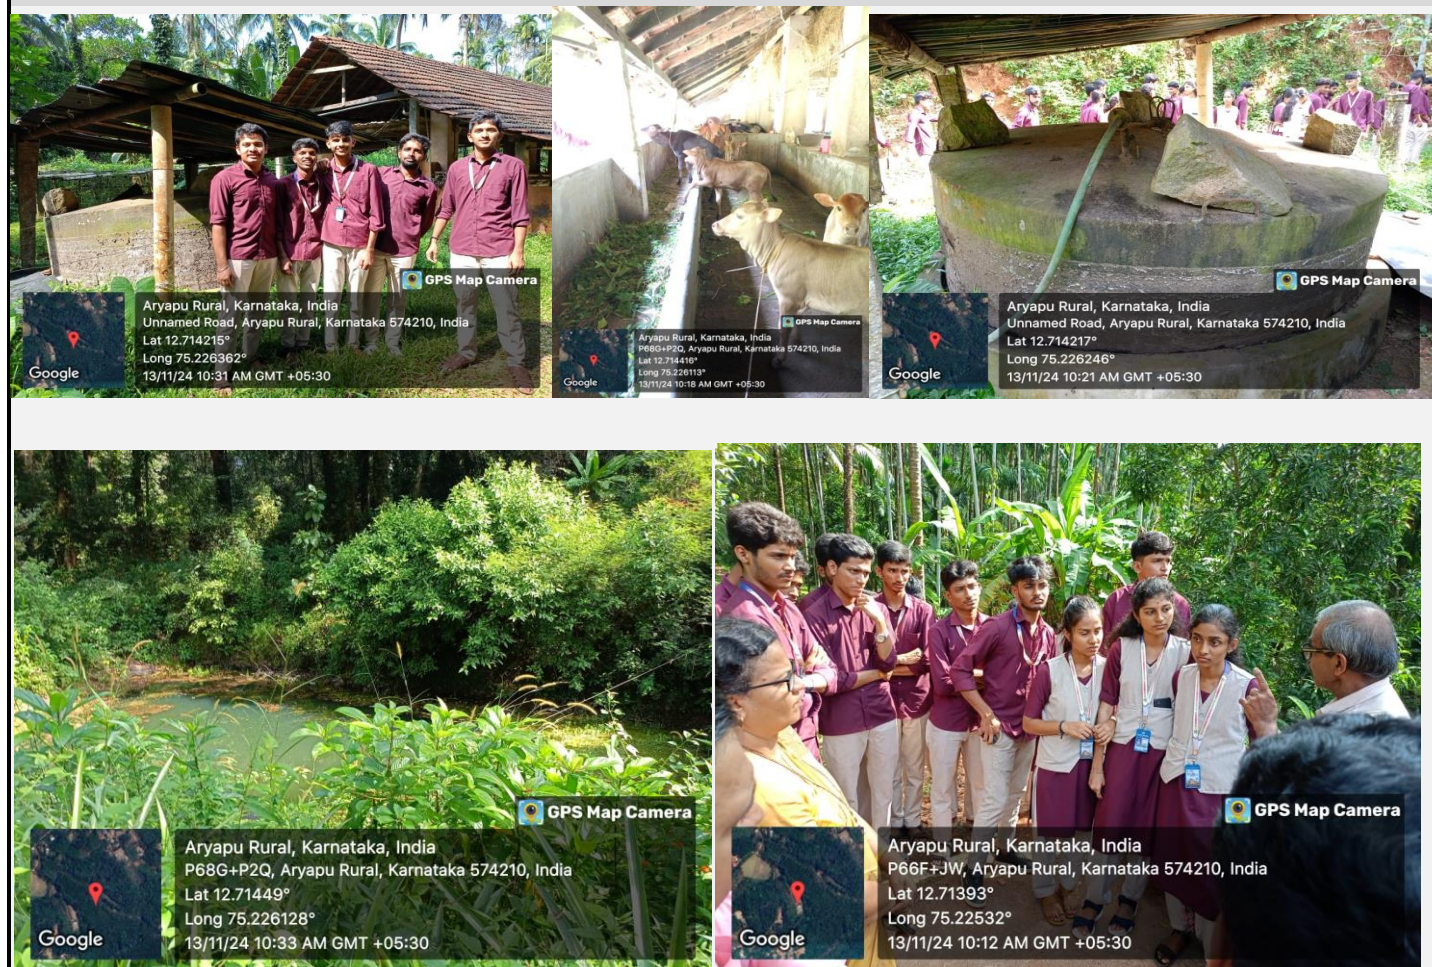 GPS Map Camera
Aryapu Rural, Karnataka, India
Unnamed Road, Aryapu Rural, Karnataka 574210, India
Lat 12.714215°
Long 75.226362°
13/11/24 10:31 AM GMT +05:30
Google
GPS Map Camera
Aryapu Rural, Karnataka, India
P68G+P2Q, Aryapu Rural, Karnataka 574210, India
Lat 12.714416°
Long 75.226113°
13/11/24 10:18 AM GMT +05:30
Google
GPS Map Camera
Aryapu Rural, Karnataka, India
Unnamed Road, Aryapu Rural, Karnataka 574210, India
Lat 12.714217°
Long 75.226246°
13/11/24 10:21 AM GMT +05:30
Google
GPS Map Camera
Aryapu Rural, Karnataka, India
P68G+P2Q, Aryapu Rural, Karnataka 574210, India
Lat 12.71449°
Long 75.226128°
13/11/24 10:33 AM GMT +05:30
Google
GPS Map Camera
Aryapu Rural, Karnataka, India
P66F+JW, Aryapu Rural, Karnataka 574210, India
Lat 12.71393°
Long 75.22532°
13/11/24 10:12 AM GMT +05:30
Google